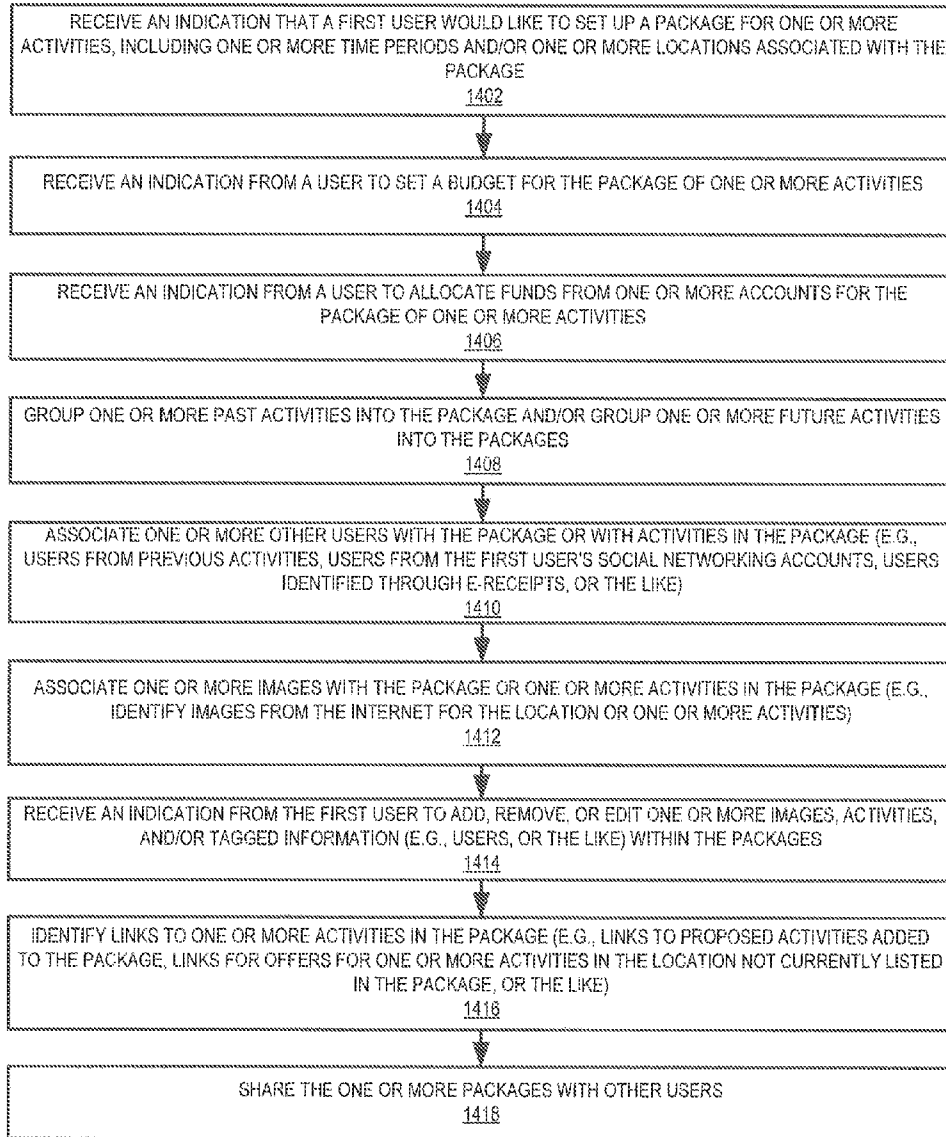 RECEIVE AN INDICATION THAT A FIRST USER WOULD LIKE TO SET UP A PACKAGE FOR ONE OR MORE
ACTIVITIES, INCLUDING ONE OR MORE TIME PERIODS AND/OR ONE OR MORE LOCATIONS ASSOCIATED WITH THE
PACKAGE
1402
RECEIVE AN INDICATION FROM A USER TO SET A BUDGET FOR THE PACKAGE OF ONE OR MORE ACTIVITIES
1404
RECEIVE AN INDICATION FROM A USER TO ALLOCATE FUNDS FROM ONE OR MORE ACCOUNTS FOR THE
PACKAGE OF ONE OR MORE ACTIVITIES
1406
GROUP ONE OR MORE PAST ACTIVITIES INTO THE PACKAGE AND/OR GROUP ONE OR MORE FUTURE ACTIVITIES
INTO THE PACKAGES
1408
ASSOCIATE ONE OR MORE OTHER USERS WITH THE PACKAGE OR WITH ACTIVITIES IN THE PACKAGE (E.G.,
USERS FROM PREVIOUS ACTIVITIES, USERS FROM THE FIRST USER'S SOCIAL NETWORKING ACCOUNTS, USERS
IDENTIFIED THROUGH E-RECEIPTS, OR THE LIKE)
1410
ASSOCIATE ONE OR MORE IMAGES WITH THE PACKAGE OR ONE OR MORE ACTIVITIES IN THE PACKAGE (E.G.,
IDENTIFY IMAGES FROM THE INTERNET FOR THE LOCATION OR ONE OR MORE ACTIVITIES)
1412
RECEIVE AN INDICATION FROM THE FIRST USER TO ADD, REMOVE, OR EDIT ONE OR MORE IMAGES, ACTIVITIES,
AND/OR TAGGED INFORMATION (E.G., USERS, OR THE LIKE) WITHIN THE PACKAGES
1414
IDENTIFY LINKS TO ONE OR MORE ACTIVITIES IN THE PACKAGE (E.G., LINKS TO PROPOSED ACTIVITIES ADDED
TO THE PACKAGE, LINKS FOR OFFERS FOR ONE OR MORE ACTIVITIES IN THE LOCATION NOT CURRENTLY LISTED
IN THE PACKAGE, OR THE LIKE)
1416
SHARE THE ONE OR MORE PACKAGES WITH OTHER USERS
1418